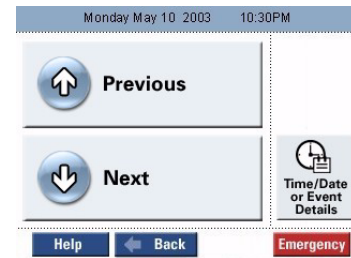 Monday May 10 2003 10:30PM
Previous
Next
Time/Date
or Event
Details
Help
Back
Emergency